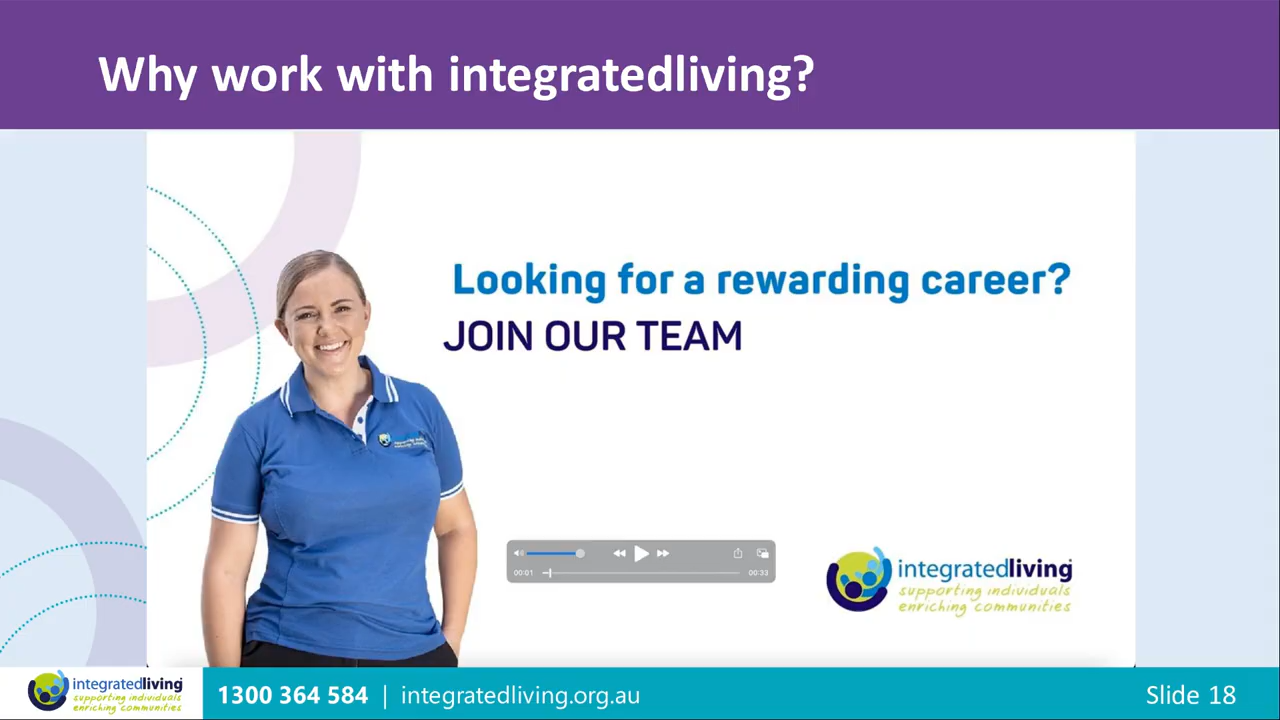 Why work with integratedliving?
Looking for a rewarding career?
JOIN OUR TEAM
00:01
00:33
integratedliving
supporting individuals
enriching communities
integratedliving
supporting individuals
enriching communities
1300 364 584 | integratedliving.org.au
Slide 18